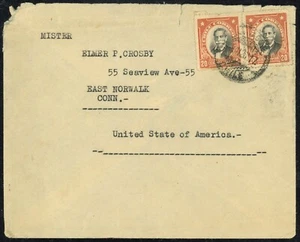 MISTER
ELMER P.CROSBY
55 Seaview Ave-55
EAST NORWALK
CONN.-
United State of America.-